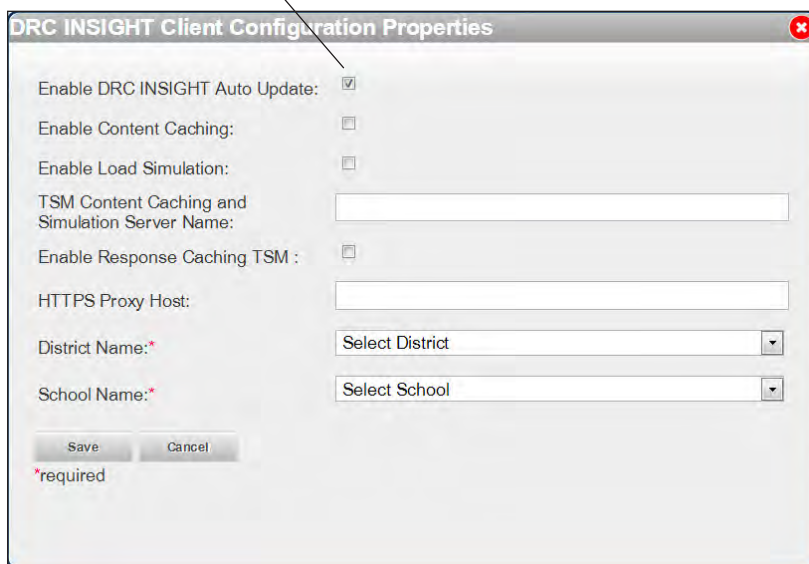 DRC INSIGHT Client Configuration Properties
Enable DRC INSIGHT Auto Update:
Enable Content Caching:
Enable Load Simulation:
TSM Content Caching and
Simulation Server Name:
Enable Response Caching TSM :
HTTPS Proxy Host:
District Name:* Select District
School Name:* Select School
Save Cancel
*required